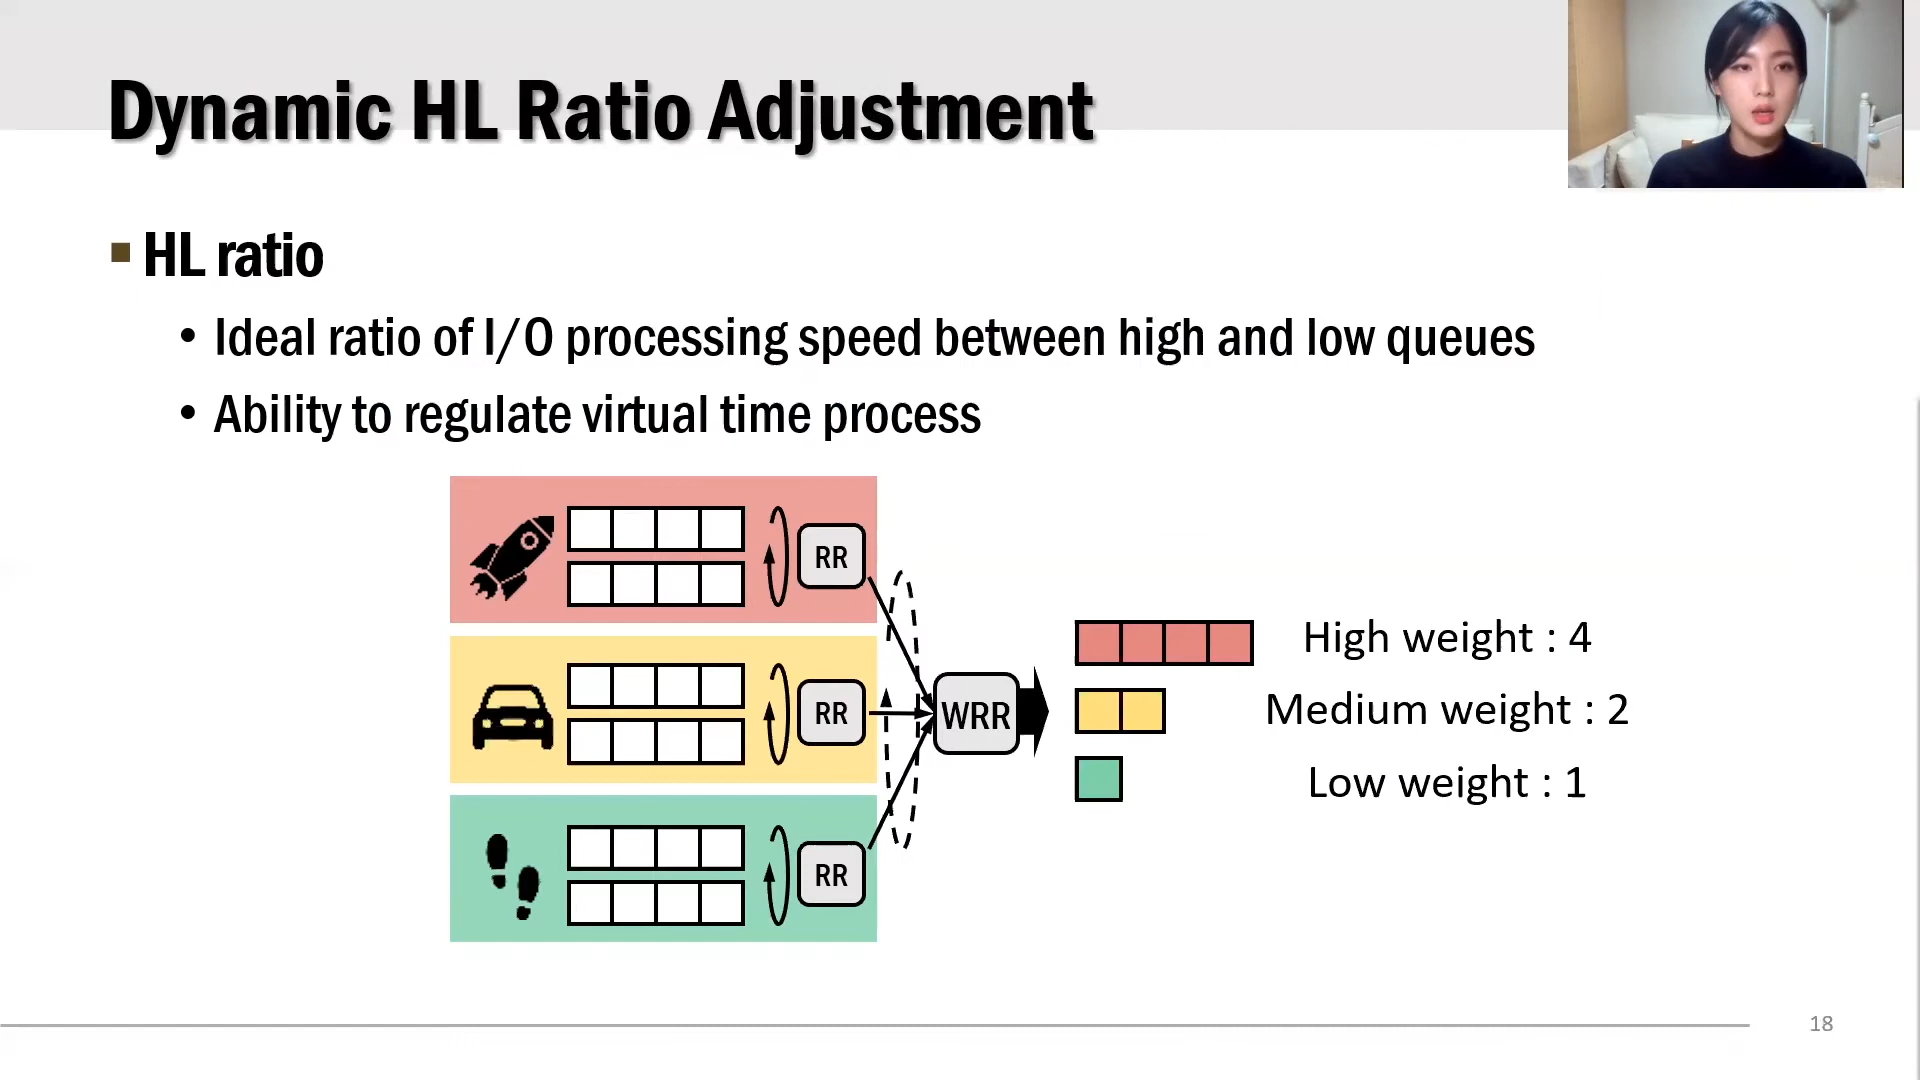 Dynamic HL Ratio Adjustment
HL ratio
• Ideal ratio of I/O processing speed between high and low queues
• Ability to regulate virtual time process
RR
RR
RR
WRR
High weight : 4
Medium weight : 2
Low weight : 1
18